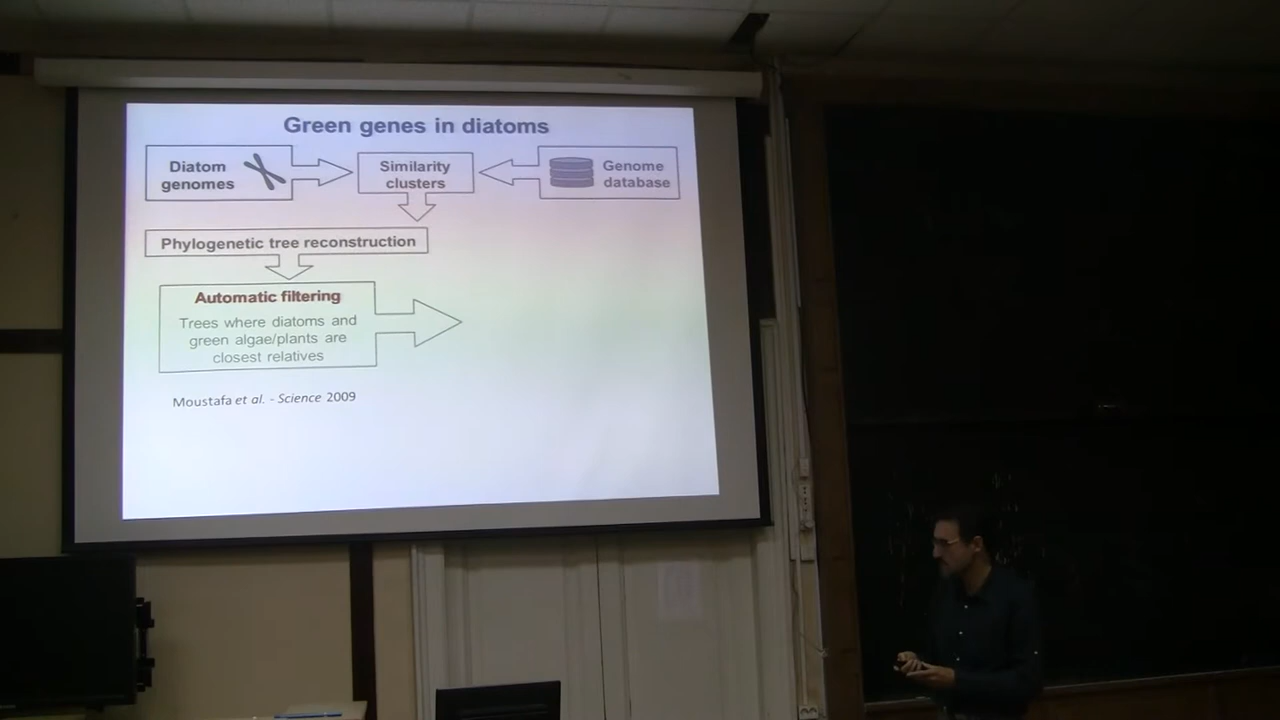 Green genes in diatoms
Diatom
genomes
Similarity
clusters
Genome
database
Phylogenetic tree reconstruction
Automatic filtering
Trees where diatoms and
green algae/plants are
closest relatives
Moustafa et al. - Science 2009